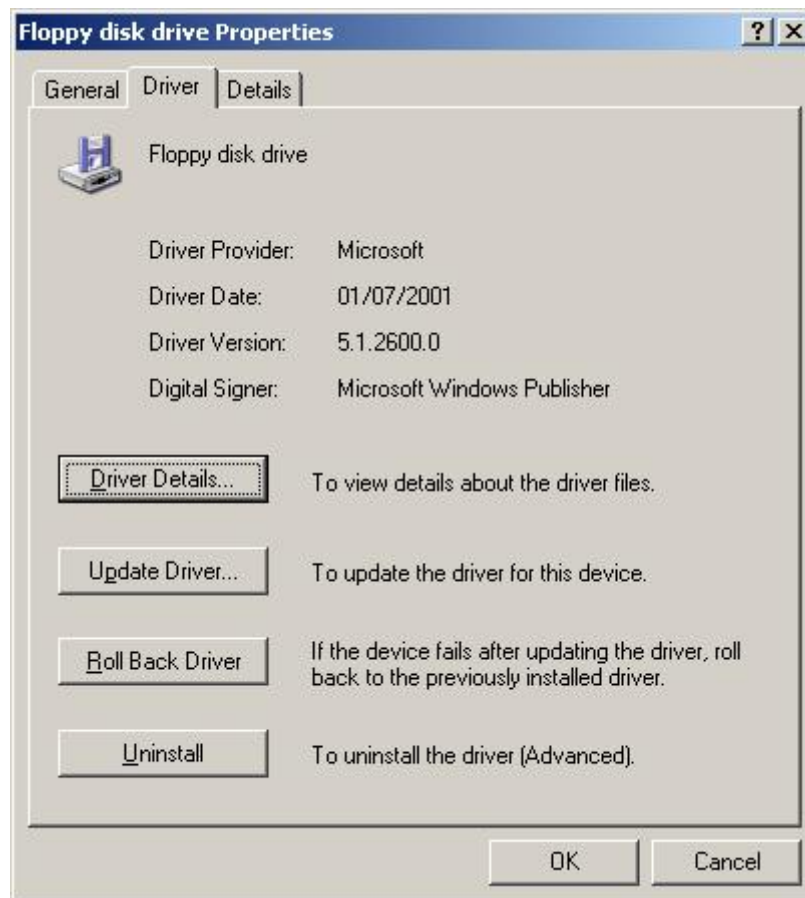 Floppy disk drive Properties
General Driver Details
Floppy disk drive
Driver Provider: Microsoft
Driver Date: 01/07/2001
Driver Version: 5.1.2600.0
Digital Signer: Microsoft Windows Publisher
Driver Details... To view details about the driver files.
Update Driver... To update the driver for this device.
Roll Back Driver If the device fails after updating the driver, roll
back to the previously installed driver.
Uninstall To uninstall the driver (Advanced).
OK Cancel